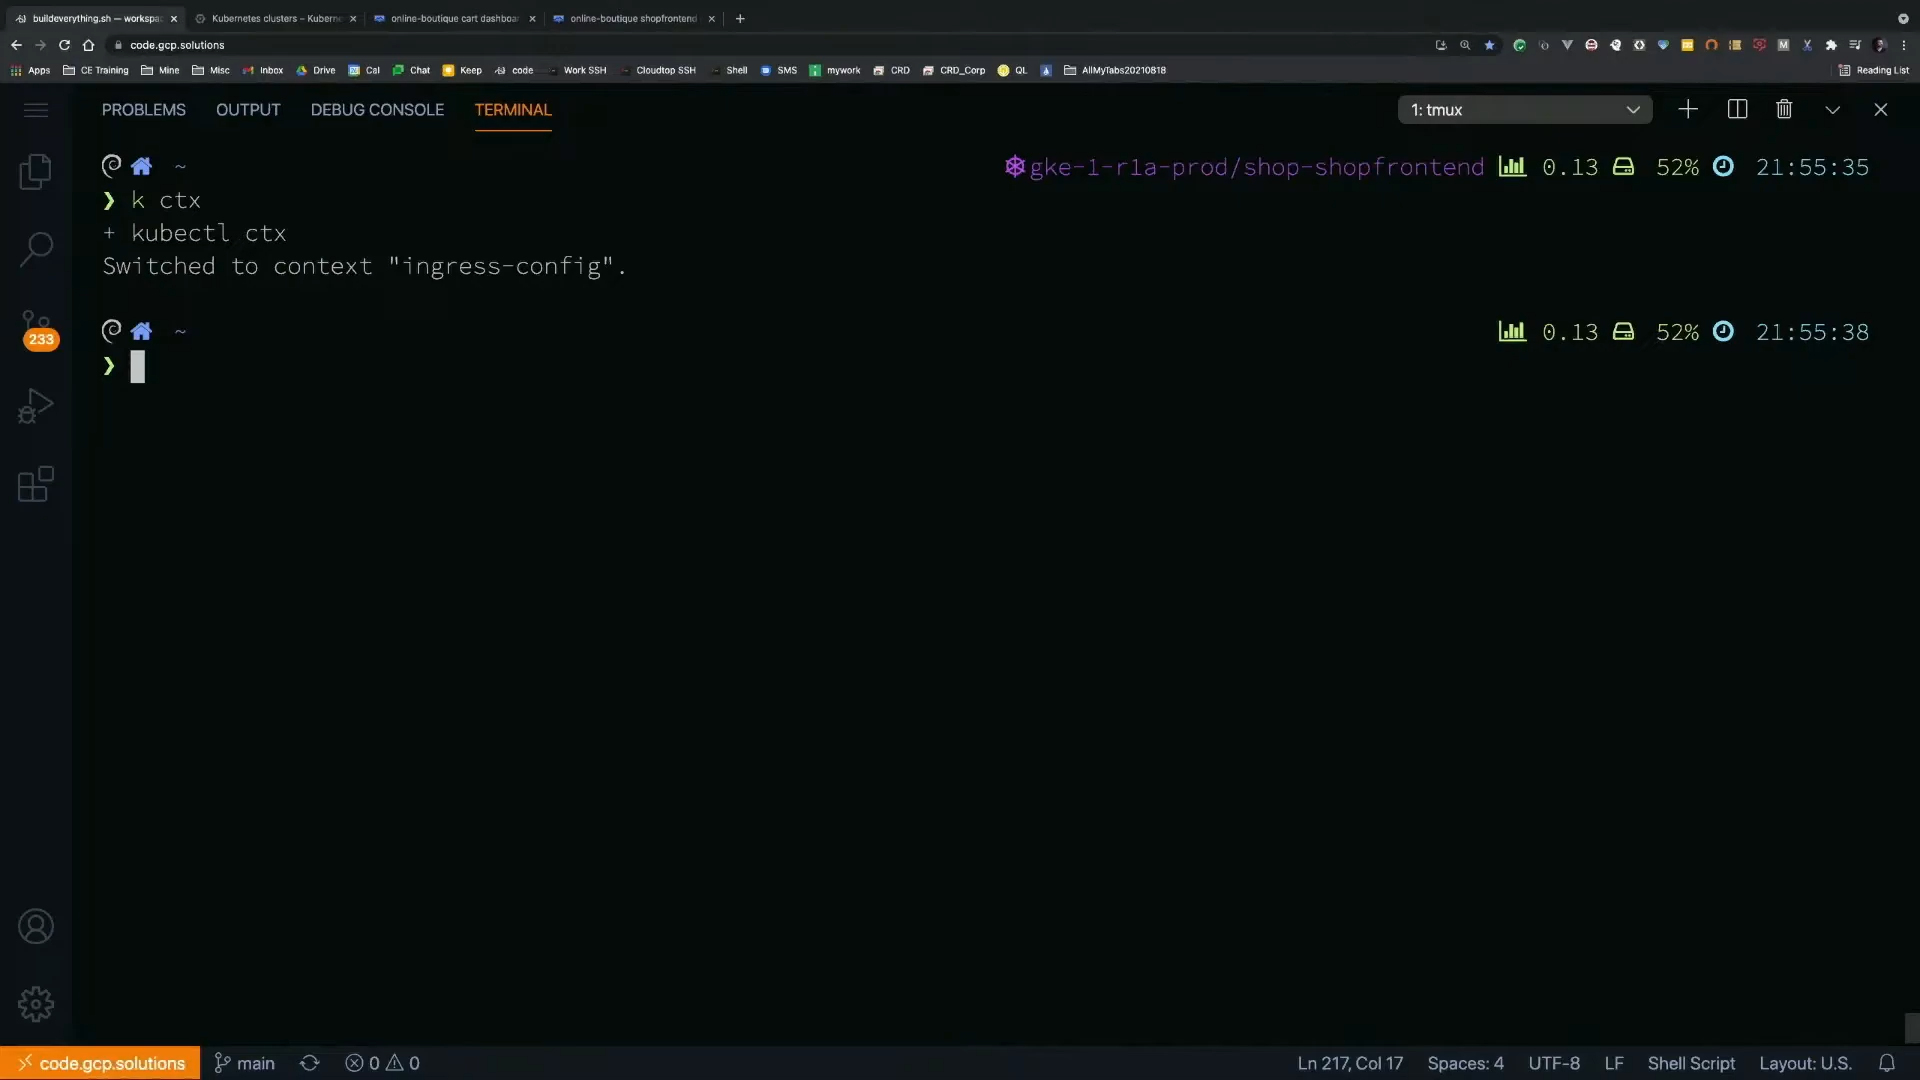 buildeverything.sh — workspa
Kubernetes clusters – Kuberne
online-boutique cart dashboar
online-boutique shopfrontend
code.gcp.solutions
Apps
CE Training
Mine
Misc
Inbox
Drive
Cal
Chat
Keep
code
Work SSH
Cloudtop SSH
Shell
SMS
mywork
CRD
CRD_Corp
QL
AllMyTabs20210818
Reading List
PROBLEMS
OUTPUT
DEBUG CONSOLE
TERMINAL
1: tmux
~
gke-1-r1a-prod/shop-shopfrontend 0.13 52% 21:55:35
❯ k ctx
+ kubectl ctx
Switched to context "ingress-config".
~
0.13 52% 21:55:38
❯
233
code.gcp.solutions
main
0
0
Ln 217, Col 17
Spaces: 4
UTF-8
LF
Shell Script
Layout: U.S.